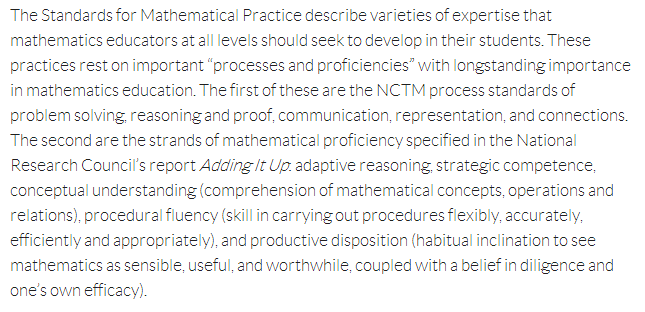 The Standards for Mathematical Practice describe varieties of expertise that
mathematics educators at all levels should seek to develop in their students. These
practices rest on important “processes and proficiencies” with longstanding importance
in mathematics education. The first of these are the NCTM process standards of
problem solving, reasoning and proof, communication, representation, and connections.
The second are the strands of mathematical proficiency specified in the National
Research Council’s report Adding It Up: adaptive reasoning, strategic competence,
conceptual understanding (comprehension of mathematical concepts, operations and
relations), procedural fluency (skill in carrying out procedures flexibly, accurately,
efficiently and appropriately), and productive disposition (habitual inclination to see
mathematics as sensible, useful, and worthwhile, coupled with a belief in diligence and
one’s own efficacy).